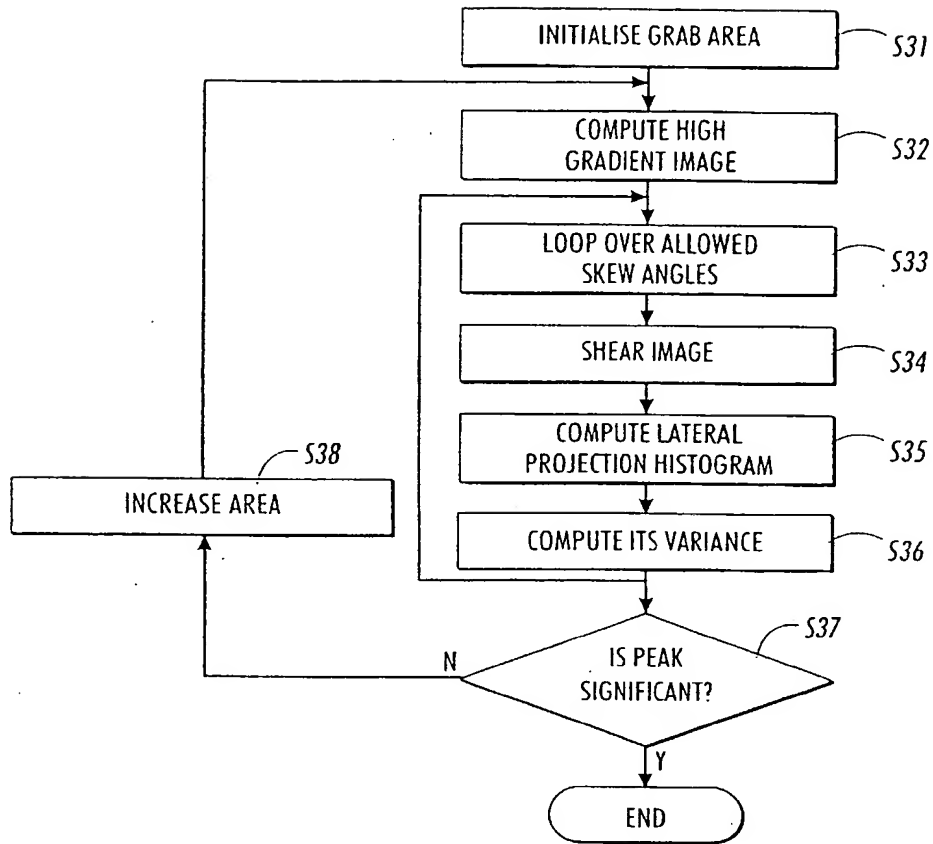 INITIALISE GRAB AREA
S31
COMPUTE HIGH
GRADIENT IMAGE
S32
LOOP OVER ALLOWED
SKEW ANGLES
S33
SHEAR IMAGE
S34
COMPUTE LATERAL
PROJECTION HISTOGRAM
S35
S38
INCREASE AREA
COMPUTE ITS VARIANCE
S36
S37
N
IS PEAK
SIGNIFICANT?
Y
END